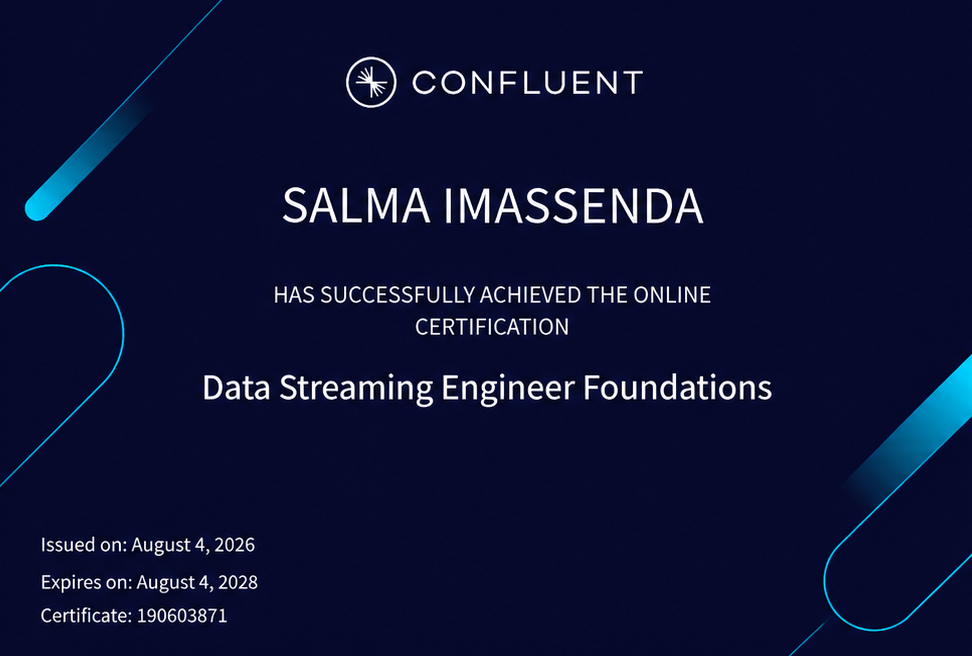 CONFLUENT
SALMA IMASSENDA
HAS SUCCESSFULLY ACHIEVED THE ONLINE
CERTIFICATION
Data Streaming Engineer Foundations
Issued on: August 4, 2026
Expires on: August 4, 2028
Certificate: 190603871